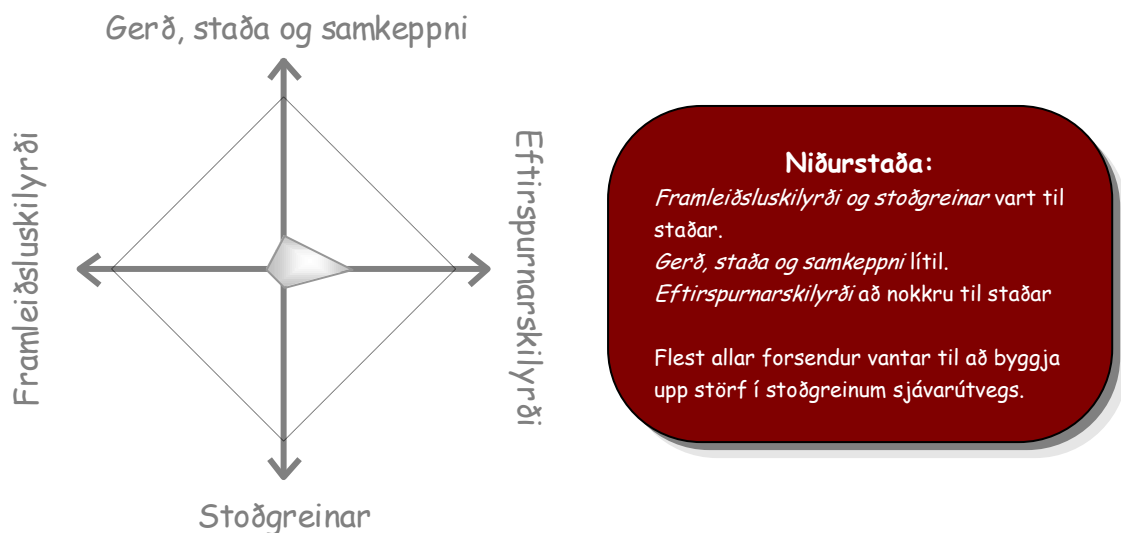 Gerð, staða og samkeppni
Framleiðsluskilyrði
Eftirspurnarskilyrði
Stoðgreinar
Niðurstaða:
Framleiðsluskilyrði og stoðgreinar vart til
staðar.
Gerð, staða og samkeppni lítil.
Eftirspurnarskilyrði að nokkru til staðar
Flest allar forsendur vantar til að byggja
upp störf í stoðgreinum sjávarútvegs.